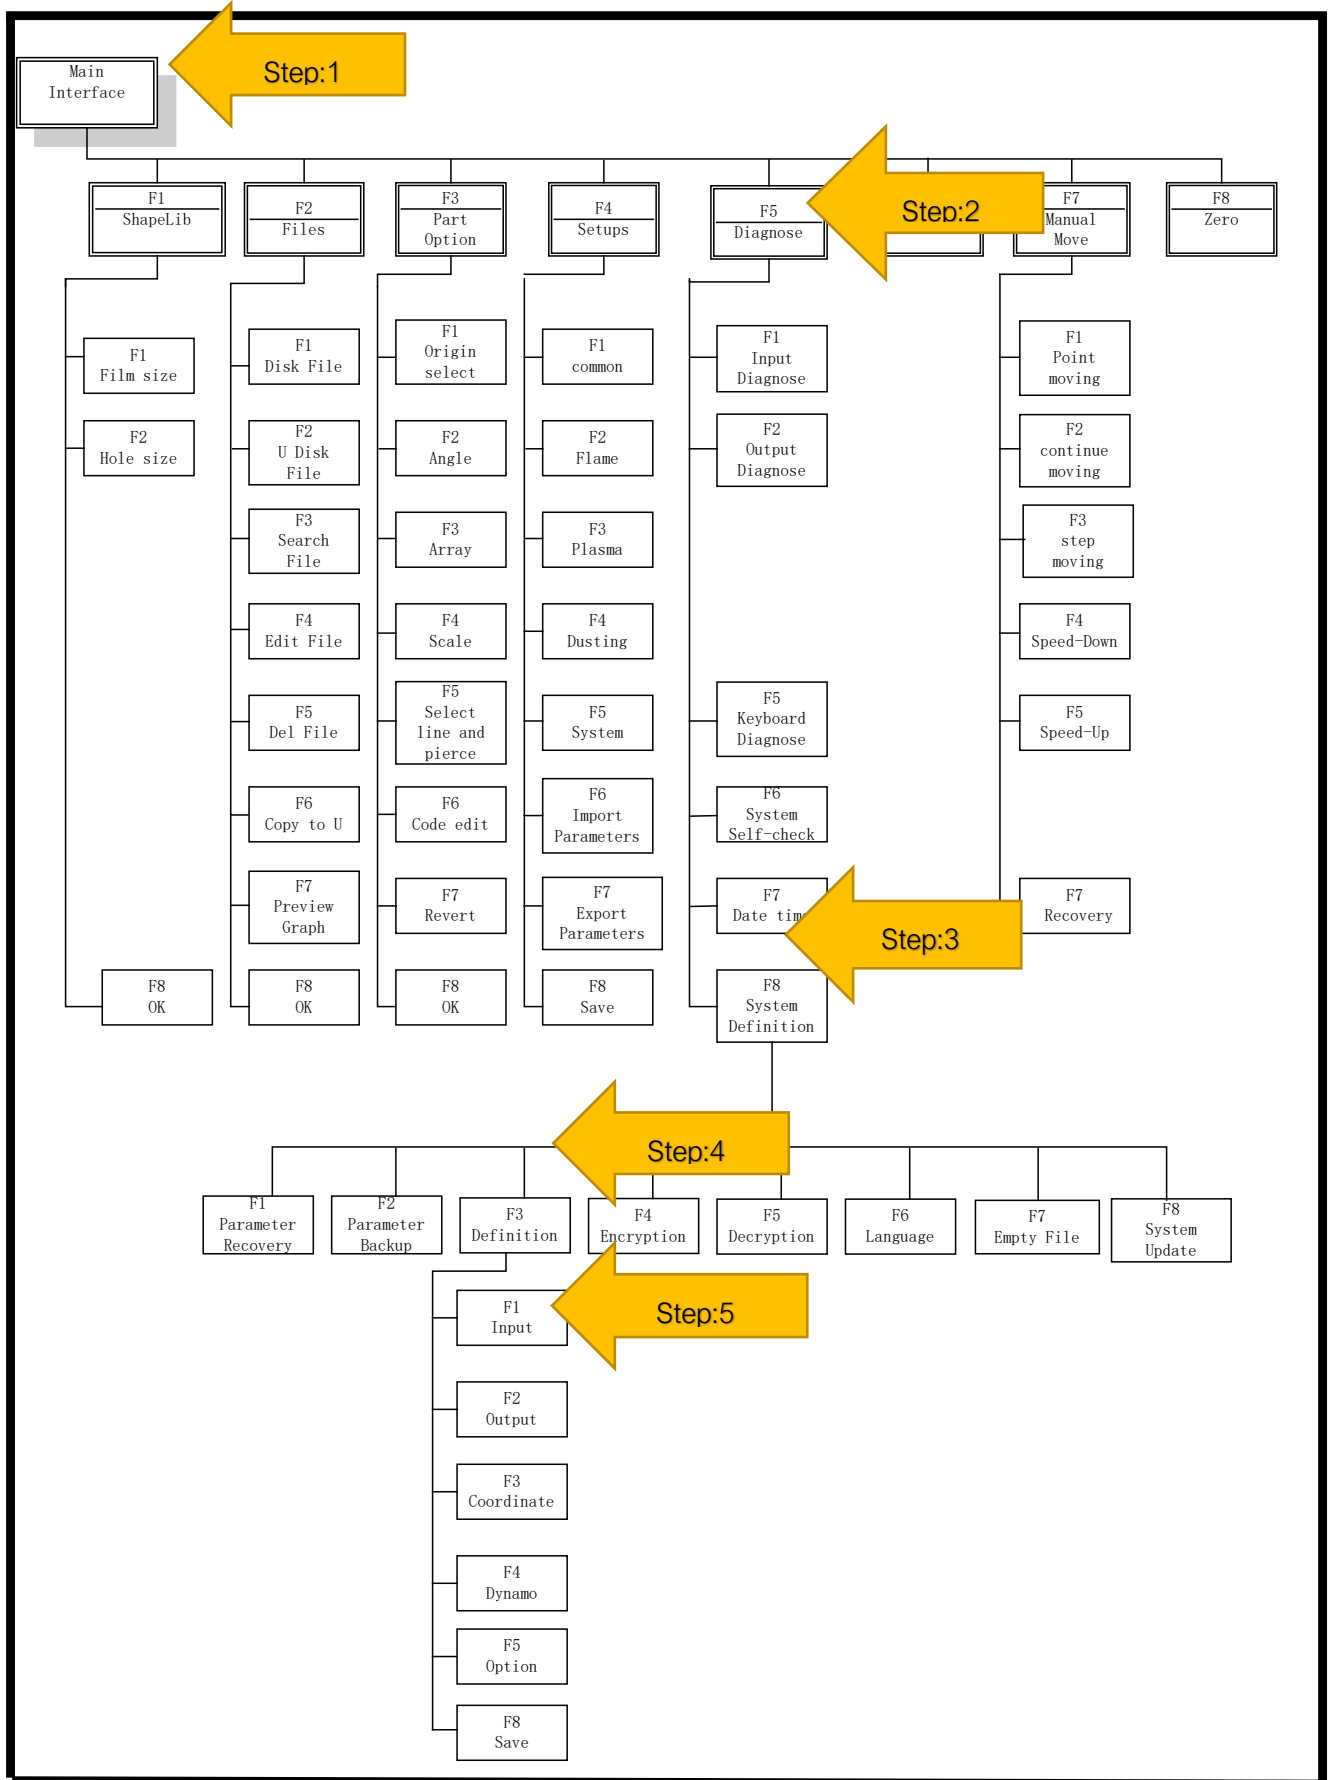 Step:1
Main
Interface
F1
ShapeLib
F2
Files
F3
Part
Option
F4
Setups
F5
Diagnose
Step:2
F7
Manual
Move
F8
Zero
F1
Film size
F2
Hole size
F8
OK
F1
Disk File
F2
U Disk
File
F3
Search
File
F4
Edit File
F5
Del File
F6
Copy to U
F7
Preview
Graph
F8
OK
F1
Origin
select
F2
Angle
F3
Array
F4
Scale
F5
Select
line and
pierce
F6
Code edit
F7
Revert
F8
OK
F1
common
F2
Flame
F3
Plasma
F4
Dusting
F5
System
F6
Import
Parameters
F7
Export
Parameters
F8
Save
F1
Input
Diagnose
F2
Output
Diagnose
F5
Keyboard
Diagnose
F6
System
Self-check
F7
Date time
Step:3
F8
System
Definition
F1
Point
moving
F2
continue
moving
F3
step
moving
F4
Speed-Down
F5
Speed-Up
F7
Recovery
Step:4
F1
Parameter
Recovery
F2
Parameter
Backup
F3
Definition
F4
Encryption
F5
Decryption
F6
Language
F7
Empty File
F8
System
Update
F1
Input
Step:5
F2
Output
F3
Coordinate
F4
Dynamo
F5
Option
F8
Save